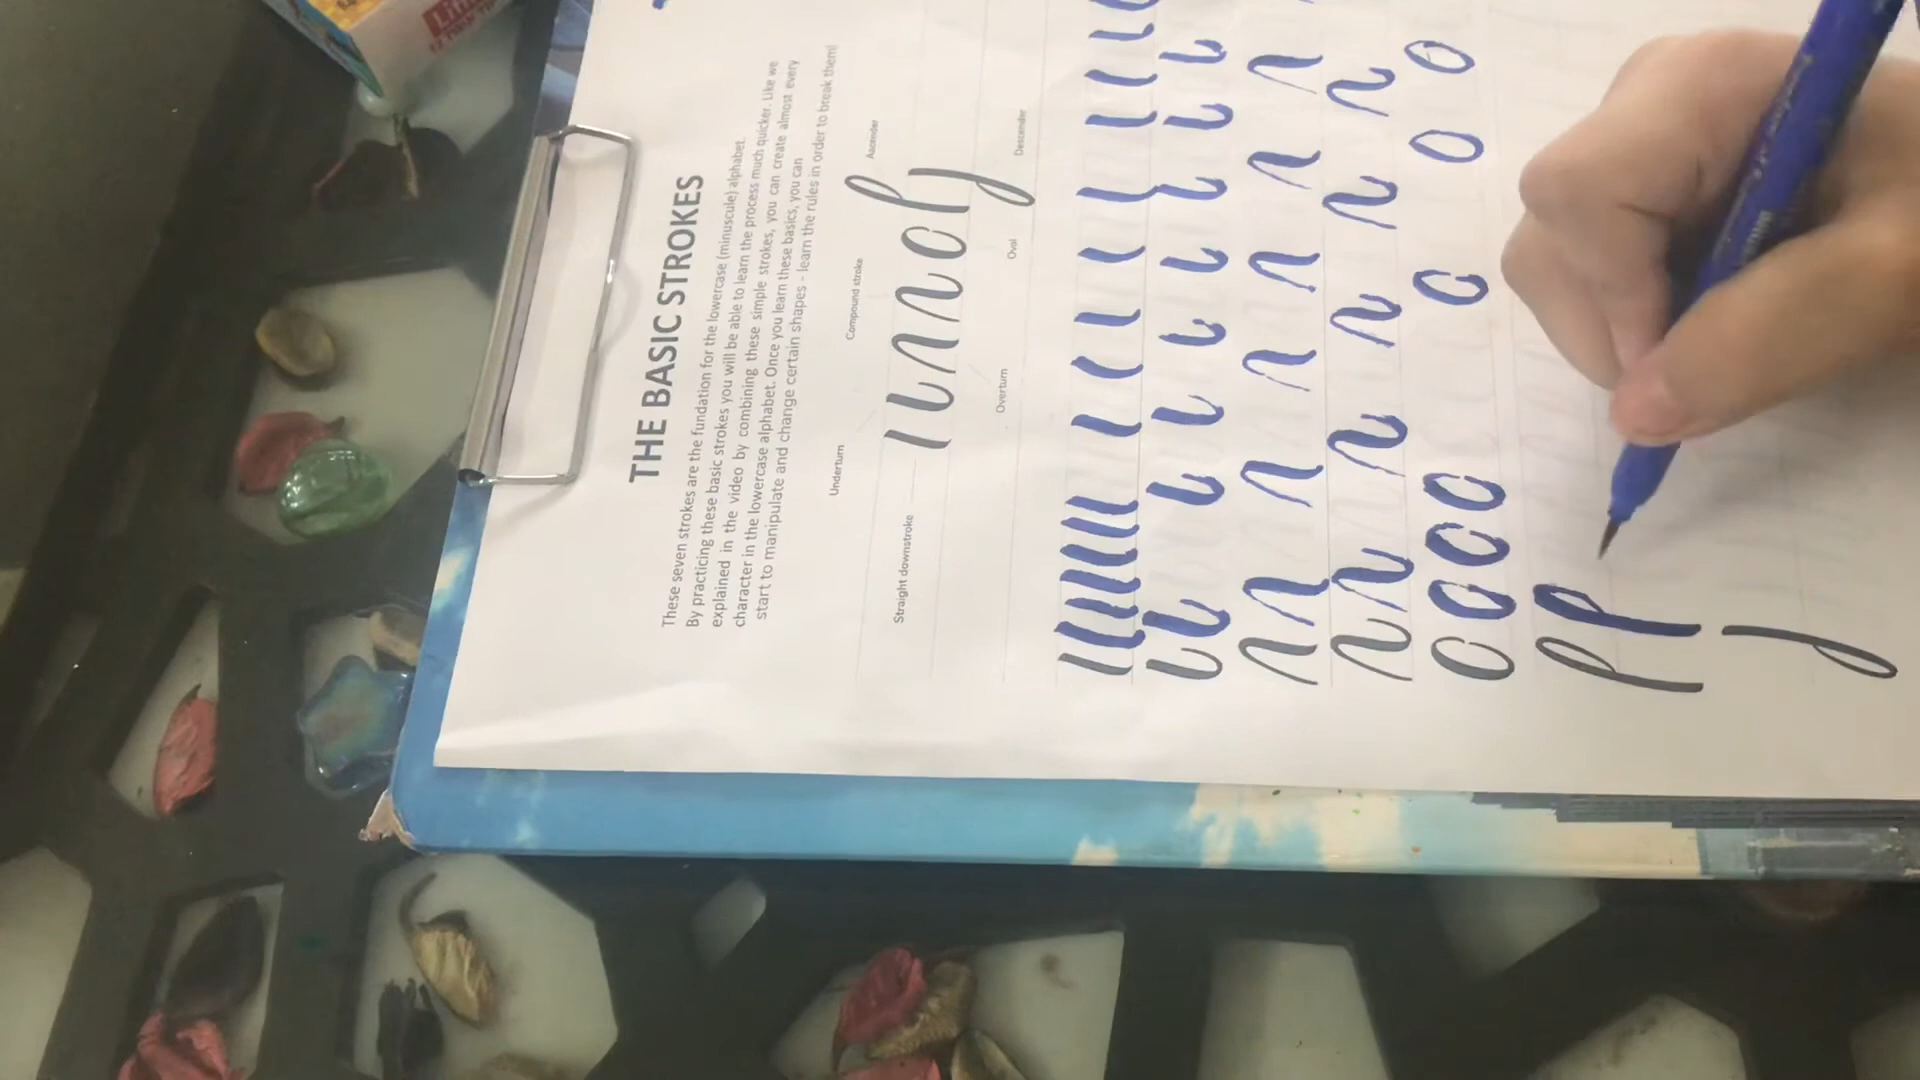 THE BASIC STROKES
These seven strokes are the fundation for the lowercase (minuscule) alphabet.
By practicing these basic strokes you will be able to learn the process much quicker. Like we
explained in the video by combining these simple strokes, you can create almost every
character in the lowercase alphabet. Once you learn these basics, you can
start to manipulate and change certain shapes - learn the rules in order to break them!
Underturn
Compound stroke
Ascender
Straight downstroke
Overturn
Oval
Descender